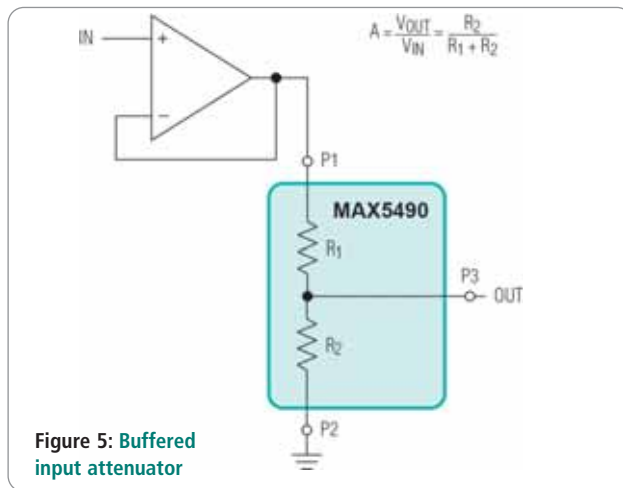 IN
+
−
A = VOUT / VIN = R2 / R1 + R2
P1
MAX5490
R1
P3
OUT
R2
P2
Figure 5: Buffered
input attenuator